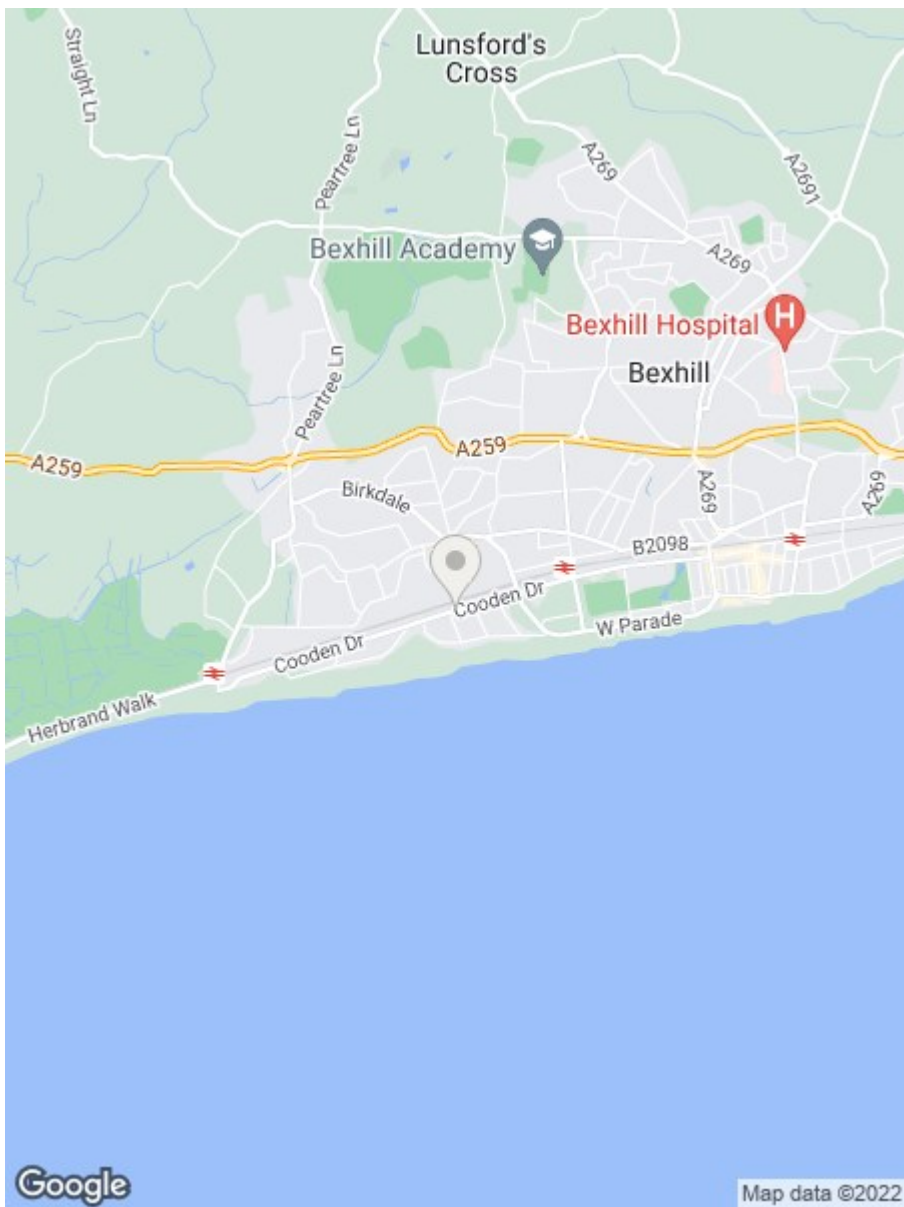 Lunsford's
Cross
Straight Ln
Peartree Ln
A269
A2691
Bexhill Academy
A269
Bexhill Hospital
H
Bexhill
Peartree Ln
A259
A259
A269
A269
Birkdale
B2098
Cooden Dr
W Parade
Cooden Dr
Herbrand Walk
Google
Map data ©2022